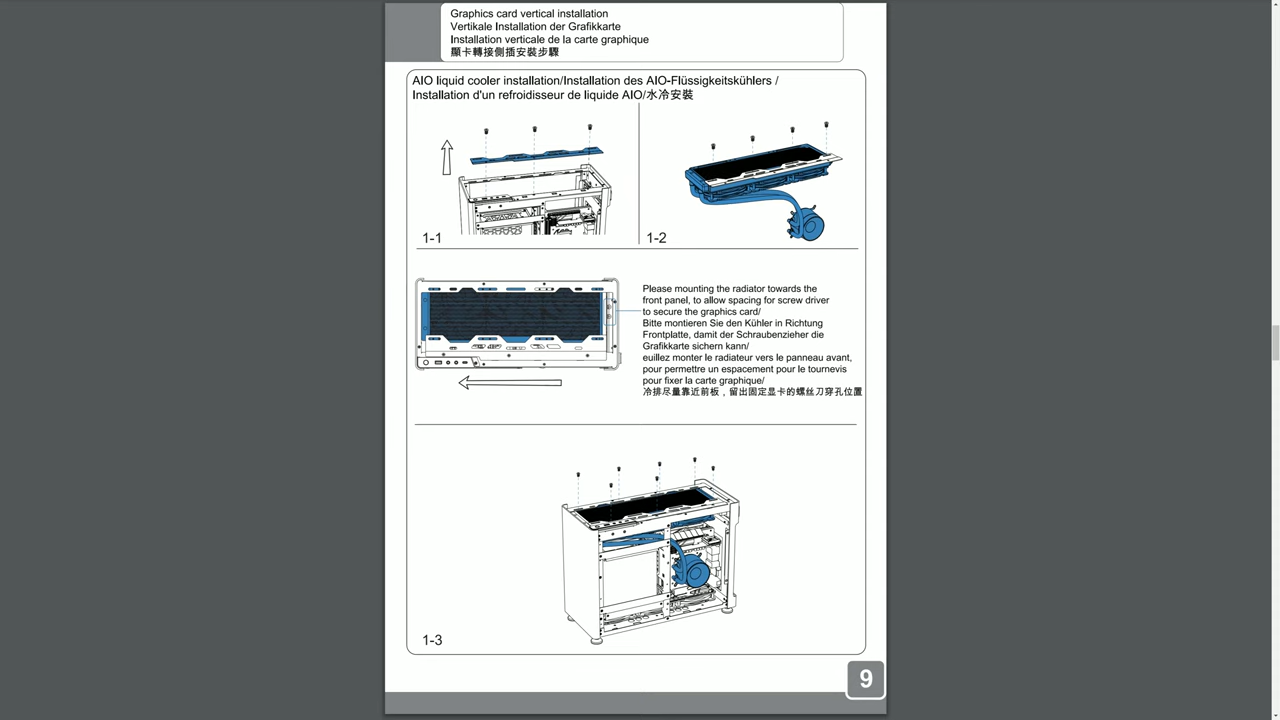 Graphics card vertical installation
Vertikale Installation der Grafikkarte
Installation verticale de la carte graphique
顯卡轉接側插安裝步驟
AIO liquid cooler installation/Installation des AIO-Flüssigkeitskühlers /
Installation d'un refroidisseur de liquide AIO/水冷安裝
1-1
1-2
Please mounting the radiator towards the
front panel, to allow spacing for screw driver
to secure the graphics card/
Bitte montieren Sie den Kühler in Richtung
Frontplatte, damit der Schraubenzieher die
Grafikkarte sichern kann/
euillez monter le radiateur vers le panneau avant,
pour permettre un espacement pour le tournevis
pour fixer la carte graphique/
冷排尽量靠近前板，留出固定显卡的螺丝刀穿孔位置
1-3
9